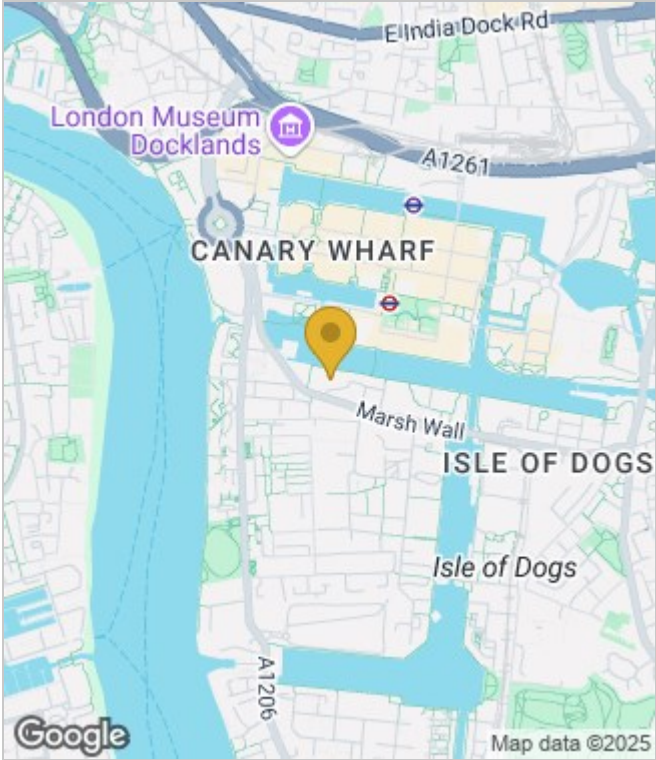 E India Dock Rd
London Museum
Docklands
A1261
CANARY WHARF
Marsh Wall
ISLE OF DOGS
Isle of Dogs
A1206
Google
Map data ©2025